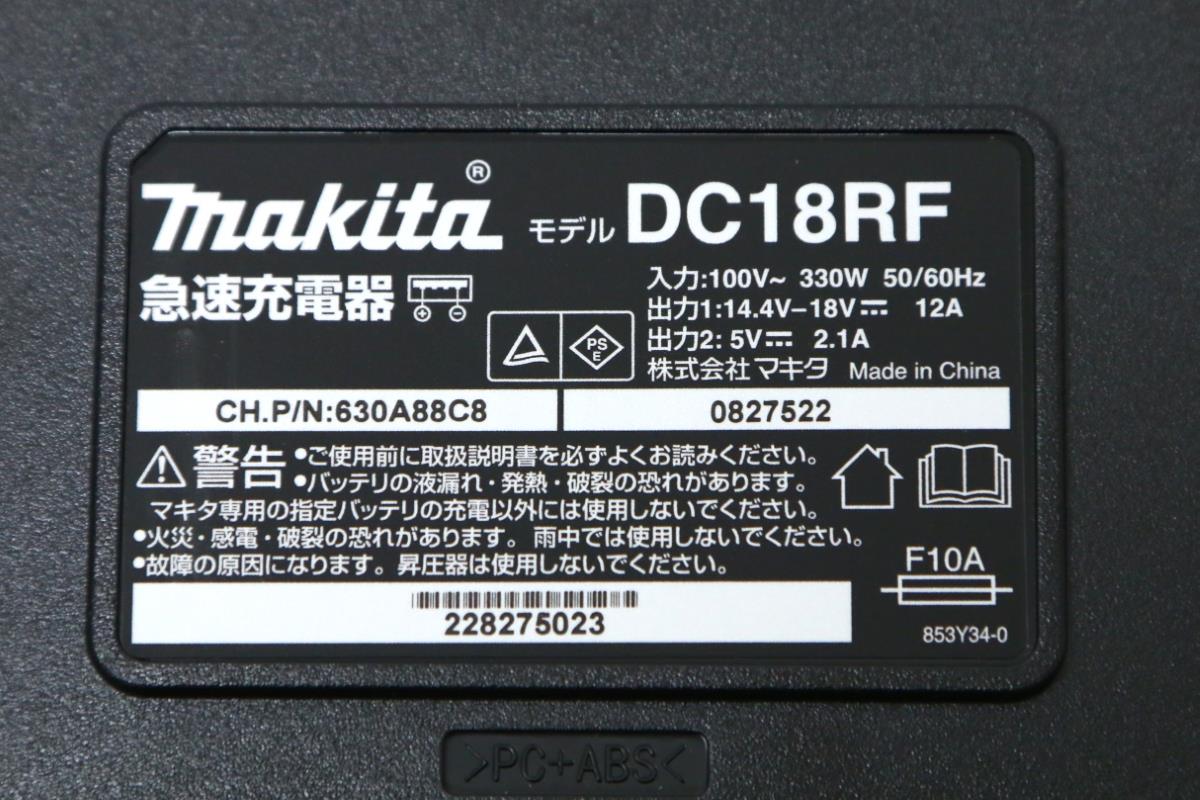 makita® モデル DC18RF
急速充電器
入力:100V~ 330W 50/60Hz
出力1:14.4V–18V⎓ 12A
出力2: 5V⎓ 2.1A
株式会社マキタ Made in China
PS
E
CH.P/N:630A88C8 0827522
警告 •ご使用前に取扱説明書を必ずよくお読みください。
•バッテリの液漏れ・発熱・破裂の恐れがあります。
マキタ専用の指定バッテリの充電以外には使用しないでください。
•火災・感電・破裂の恐れがあります。雨中では使用しないでください。
•故障の原因になります。昇圧器は使用しないでください。
F10A
228275023
853Y34-0
>PC+ABS<